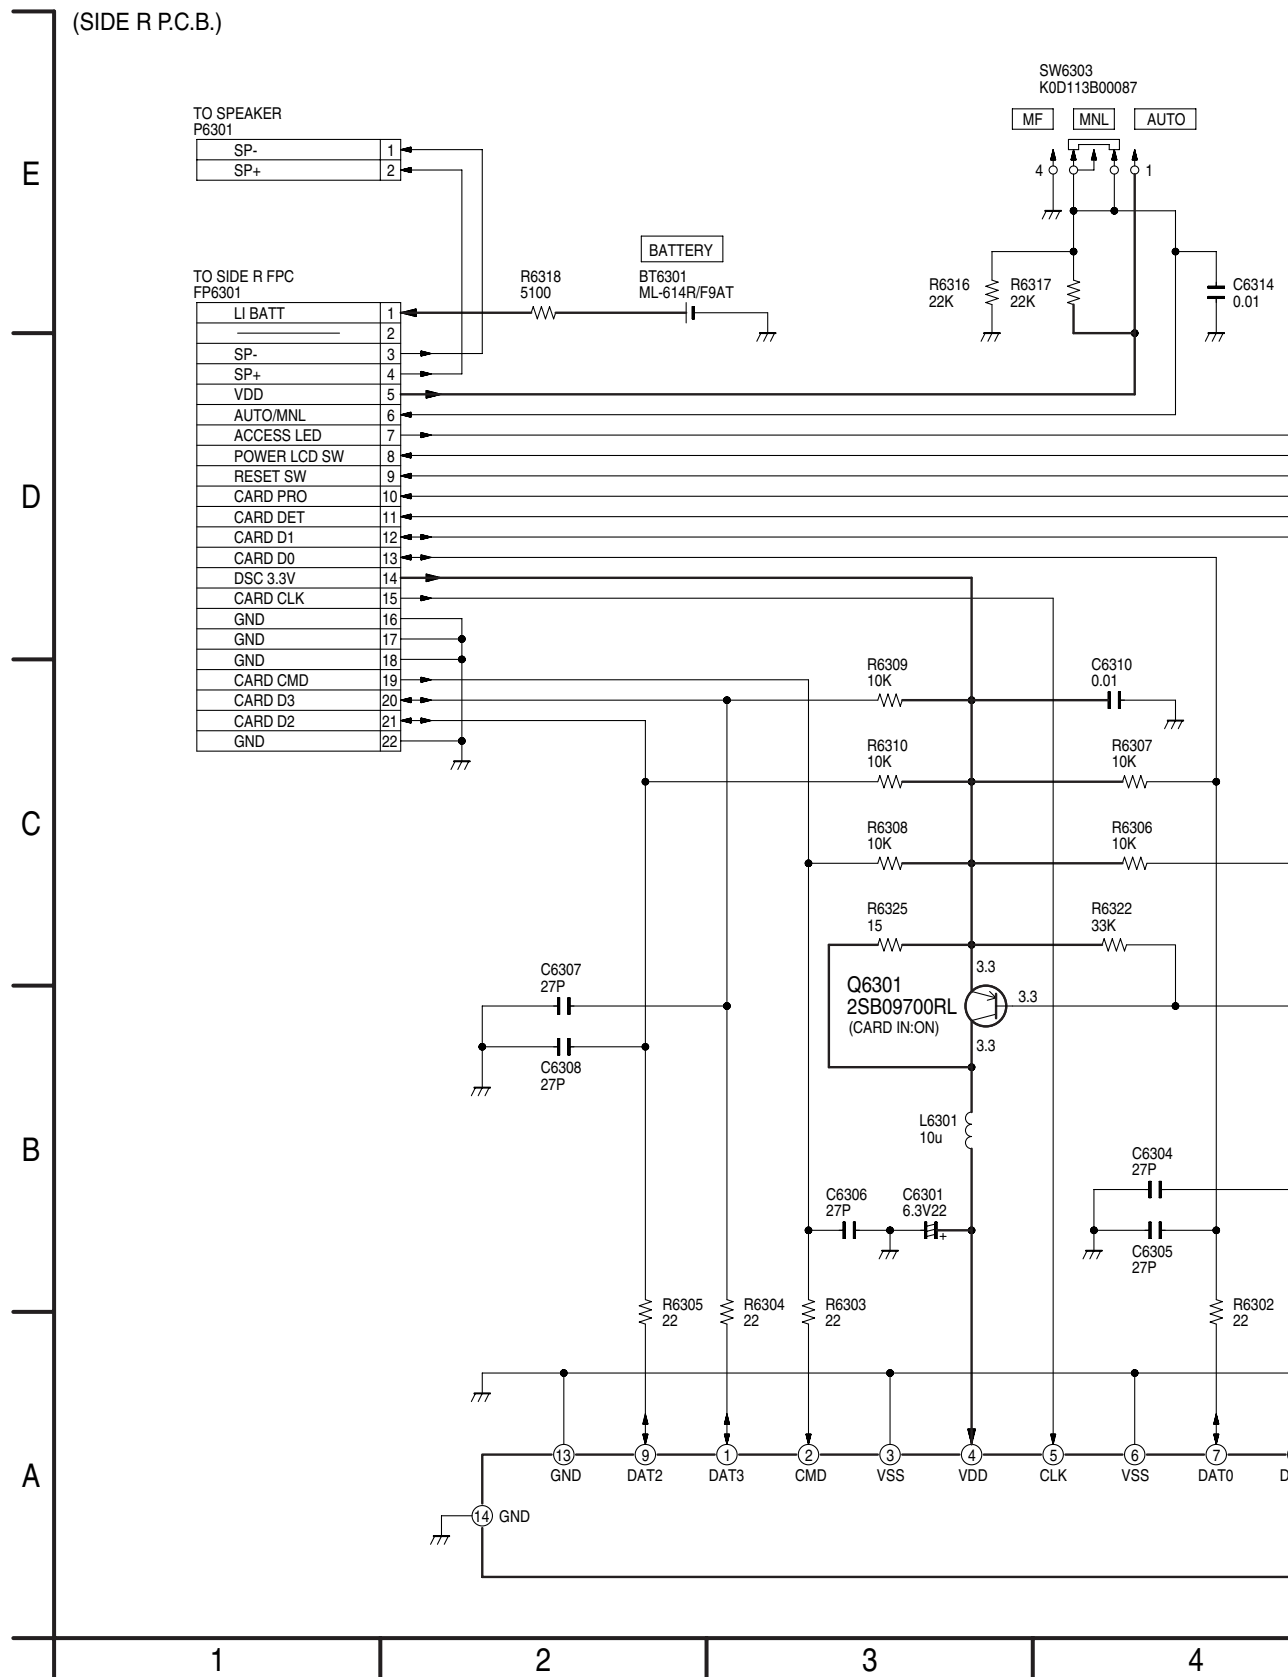 (SIDE R P.C.B.)
SW6303
K0D113B00087
MF MNL AUTO
4 1
TO SPEAKER
P6301
SP- 1
SP+ 2
E
BATTERY
TO SIDE R FPC
FP6301
R6318
5100
BT6301
ML-614R/F9AT
R6316
22K
R6317
22K
C6314
0.01
LI BATT 1
2
SP- 3
SP+ 4
VDD 5
AUTO/MNL 6
ACCESS LED 7
POWER LCD SW 8
RESET SW 9
CARD PRO 10
CARD DET 11
CARD D1 12
CARD D0 13
DSC 3.3V 14
CARD CLK 15
GND 16
GND 17
GND 18
CARD CMD 19
CARD D3 20
CARD D2 21
GND 22
D
R6309
10K
C6310
0.01
R6310
10K
R6307
10K
C
R6308
10K
R6306
10K
R6325
15
R6322
33K
3.3
C6307
27P
Q6301
2SB09700RL
(CARD IN:ON)
3.3
3.3
C6308
27P
L6301
10u
B
C6304
27P
C6306
27P
C6301
6.3V22
+
C6305
27P
R6305
22
R6304
22
R6303
22
R6302
22
13 9 1 2 3 4 5 6 7
GND DAT2 DAT3 CMD VSS VDD CLK VSS DAT0 D
A
14 GND
1 2 3 4